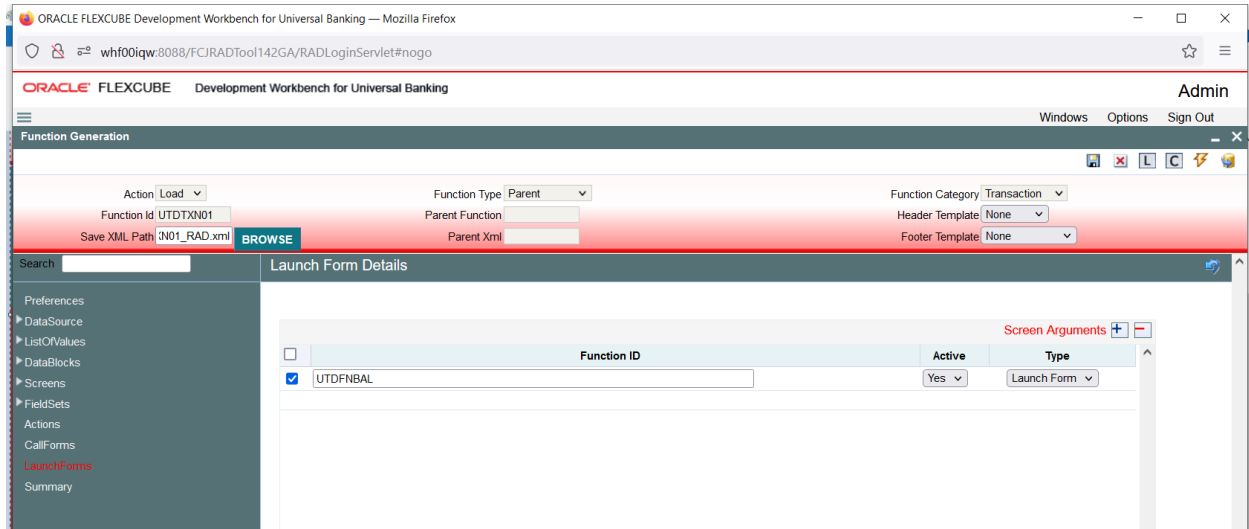 ORACLE FLEXCUBE Development Workbench for Universal Banking — Mozilla Firefox
whf00iqw:8088/FCJRADTool142GA/RADLoginServlet#nogo
ORACLE FLEXCUBE Development Workbench for Universal Banking Admin
Windows Options Sign Out
Function Generation
L C
Action Load Function Type Parent Function Category Transaction
Function Id UTDTXN01 Parent Function Header Template None
Save XML Path :N01_RAD.xml BROWSE Parent Xml Footer Template None
Search Launch Form Details
Preferences
DataSource
Screen Arguments
ListOfValues
Function ID Active Type
DataBlocks
UTDFNBAL Yes Launch Form
Screens
FieldSets
Actions
CallForms
LaunchForms
Summary